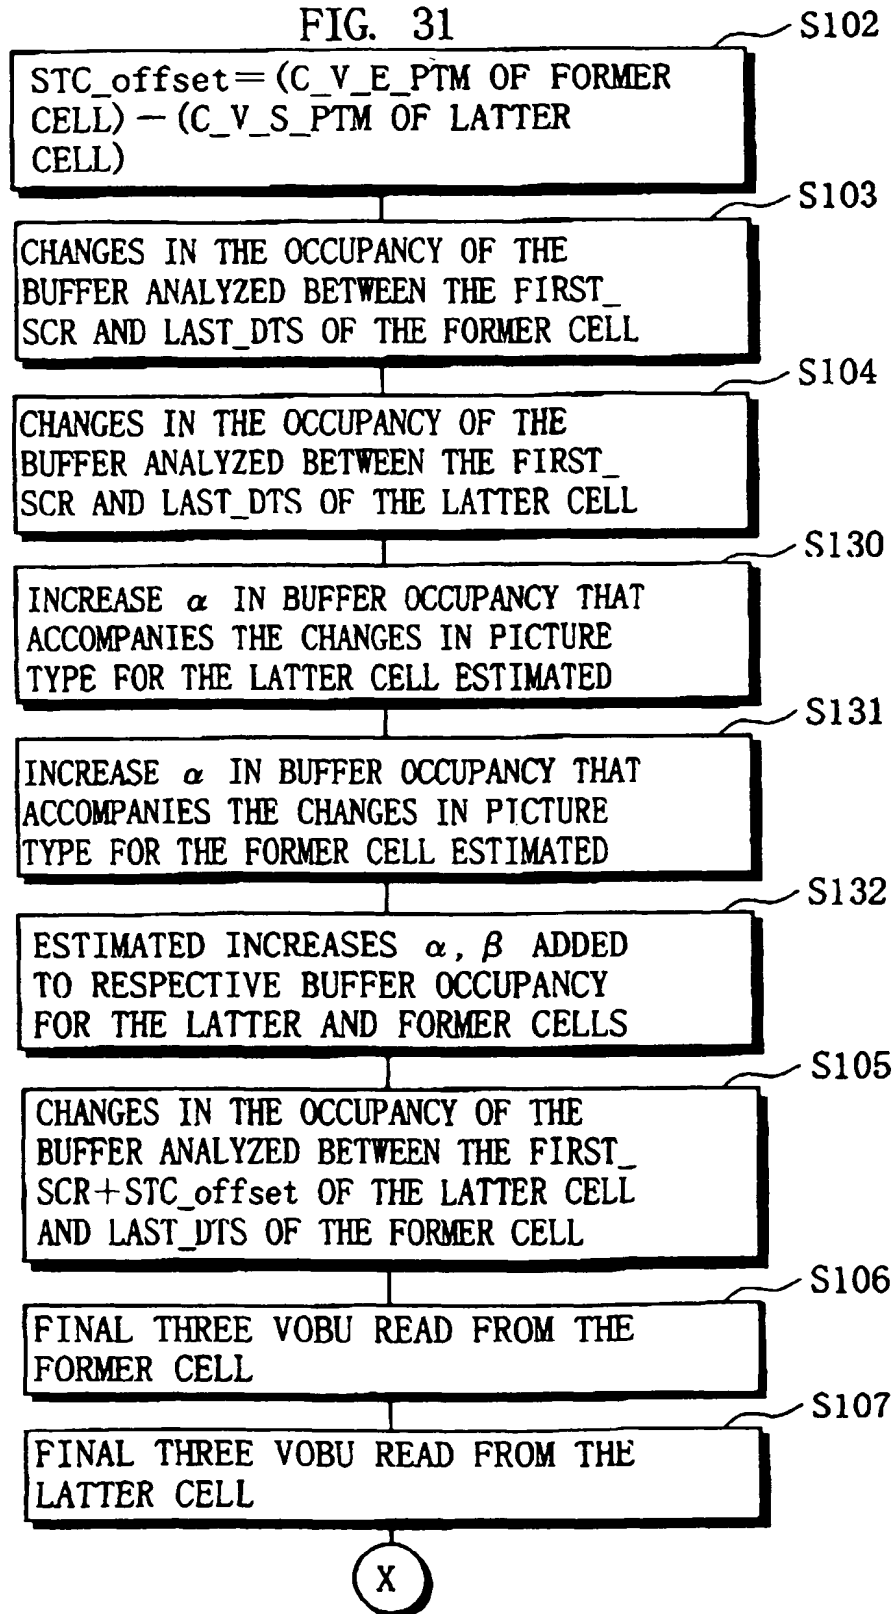 FIG. 31
S102
STC_offset=(C_V_E_PTM OF FORMER
CELL)—(C_V_S_PTM OF LATTER
CELL)
S103
CHANGES IN THE OCCUPANCY OF THE
BUFFER ANALYZED BETWEEN THE FIRST_
SCR AND LAST_DTS OF THE FORMER CELL
S104
CHANGES IN THE OCCUPANCY OF THE
BUFFER ANALYZED BETWEEN THE FIRST_
SCR AND LAST_DTS OF THE LATTER CELL
S130
INCREASE α IN BUFFER OCCUPANCY THAT
ACCOMPANIES THE CHANGES IN PICTURE
TYPE FOR THE LATTER CELL ESTIMATED
S131
INCREASE α IN BUFFER OCCUPANCY THAT
ACCOMPANIES THE CHANGES IN PICTURE
TYPE FOR THE FORMER CELL ESTIMATED
S132
ESTIMATED INCREASES α, β ADDED
TO RESPECTIVE BUFFER OCCUPANCY
FOR THE LATTER AND FORMER CELLS
S105
CHANGES IN THE OCCUPANCY OF THE
BUFFER ANALYZED BETWEEN THE FIRST_
SCR+STC_offset OF THE LATTER CELL
AND LAST_DTS OF THE FORMER CELL
S106
FINAL THREE VOBU READ FROM THE
FORMER CELL
S107
FINAL THREE VOBU READ FROM THE
LATTER CELL
X